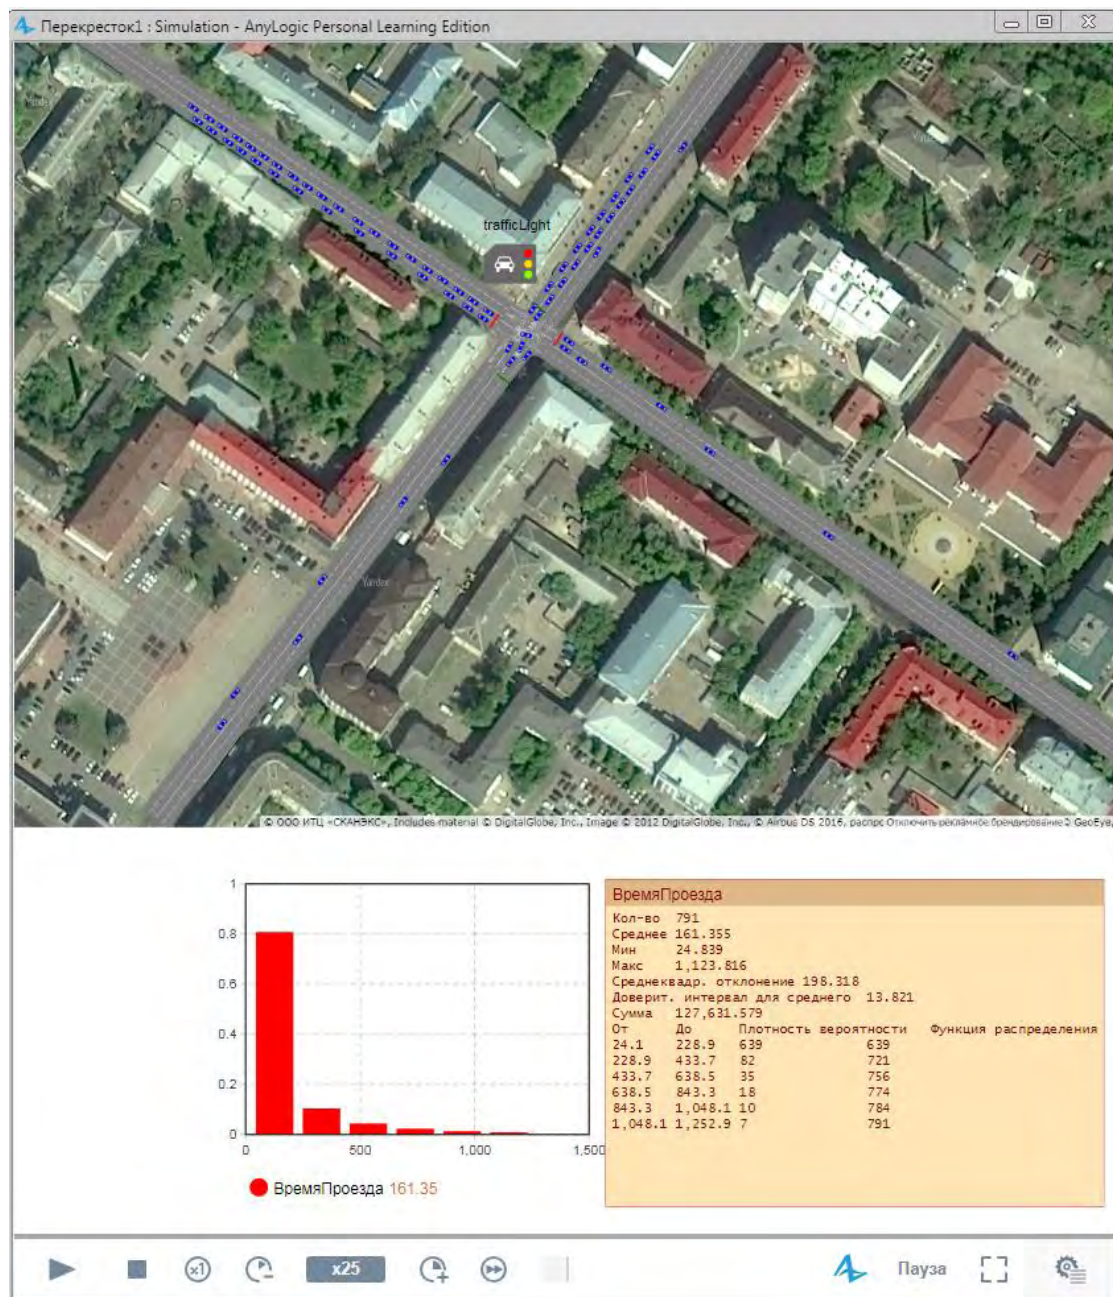 Перекресток1 : Simulation - AnyLogic Personal Learning Edition
Yandex
trafficLight
Yandex
© ООО ИТЦ «СКАНЭКС», Includes material © DigitalGlobe, Inc., Image © 2012 DigitalGlobe, Inc., © Airbus DS 2016, распрс Отключить рекламное брендирование © GeoEye,
1
0.8
0.6
0.4
0.2
0
0 500 1,000 1,500
ВремяПроезда 161.35
ВремяПроезда
Кол-во 791
Среднее 161.355
Мин 24.839
Макс 1,123.816
Среднеквадр. отклонение 198.318
Доверит. интервал для среднего 13.821
Сумма 127,631.579
От До Плотность вероятности Функция распределения
24.1 228.9 639 639
228.9 433.7 82 721
433.7 638.5 35 756
638.5 843.3 18 774
843.3 1,048.1 10 784
1,048.1 1,252.9 7 791
x1 x25 Пауза